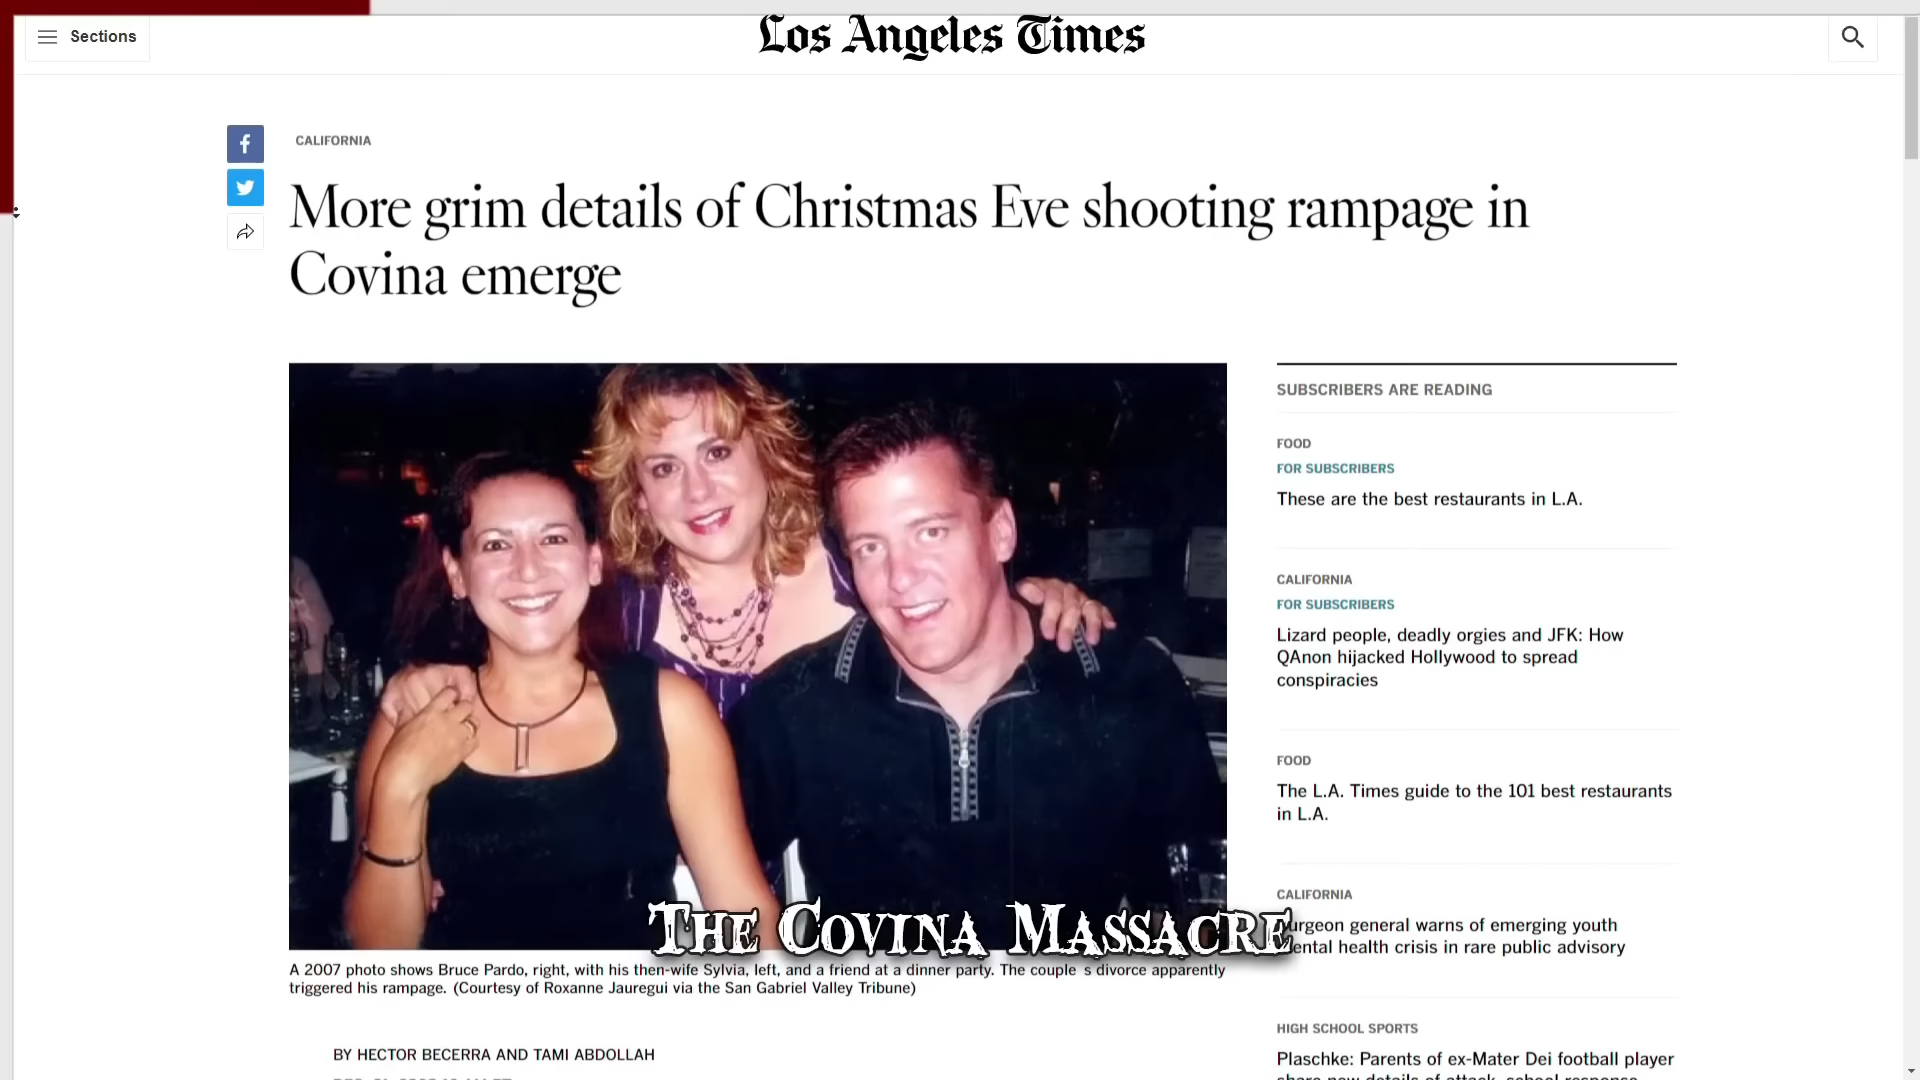 Sections
Los Angeles Times
CALIFORNIA
More grim details of Christmas Eve shooting rampage in
Covina emerge
SUBSCRIBERS ARE READING
FOOD
FOR SUBSCRIBERS
These are the best restaurants in L.A.
CALIFORNIA
FOR SUBSCRIBERS
Lizard people, deadly orgies and JFK: How
QAnon hijacked Hollywood to spread
conspiracies
FOOD
The L.A. Times guide to the 101 best restaurants
in L.A.
CALIFORNIA
urgeon general warns of emerging youth
ental health crisis in rare public advisory
HIGH SCHOOL SPORTS
Plaschke: Parents of ex-Mater Dei football player
THE COVINA MASSACRE
A 2007 photo shows Bruce Pardo, right, with his then-wife Sylvia, left, and a friend at a dinner party. The couple s divorce apparently
triggered his rampage. (Courtesy of Roxanne Jauregui via the San Gabriel Valley Tribune)
BY HECTOR BECERRA AND TAMI ABDOLLAH